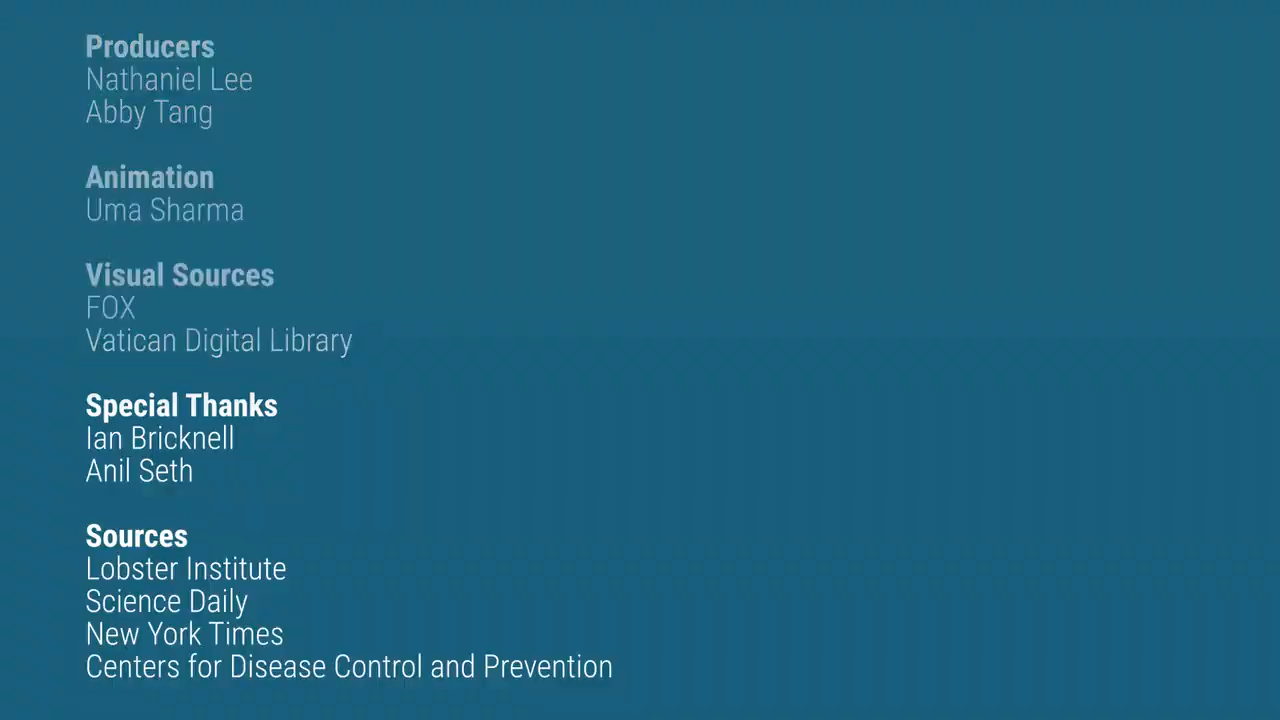 Producers
Nathaniel Lee
Abby Tang
Animation
Uma Sharma
Visual Sources
FOX
Vatican Digital Library
Special Thanks
Ian Bricknell
Anil Seth
Sources
Lobster Institute
Science Daily
New York Times
Centers for Disease Control and Prevention